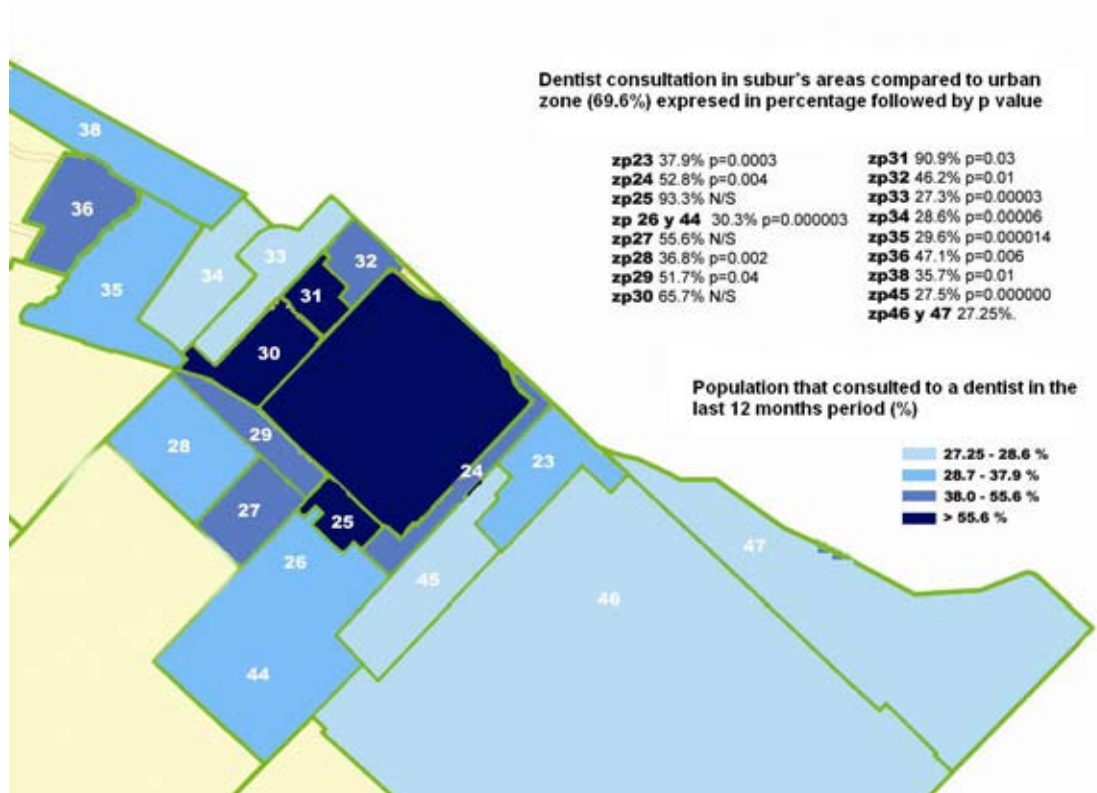 Dentist consultation in subur's areas compared to urban
zone (69.6%) expresed in percentage followed by p value
zp23 37.9% p=0.0003
zp24 52.8% p=0.004
zp25 93.3% N/S
zp 26 y 44 30.3% p=0.000003
zp27 55.6% N/S
zp28 36.8% p=0.002
zp29 51.7% p=0.04
zp30 65.7% N/S
zp31 90.9% p=0.03
zp32 46.2% p=0.01
zp33 27.3% p=0.00003
zp34 28.6% p=0.00006
zp35 29.6% p=0.000014
zp36 47.1% p=0.006
zp38 35.7% p=0.01
zp45 27.5% p=0.000000
zp46 y 47 27.25%.
Population that consulted to a dentist in the
last 12 months period (%)
27.25 - 28.6 %
28.7 - 37.9 %
38.0 - 55.6 %
> 55.6 %
38
36
33
32
34
35
31
30
29
28
24
23
27
25
47
26
45
46
44